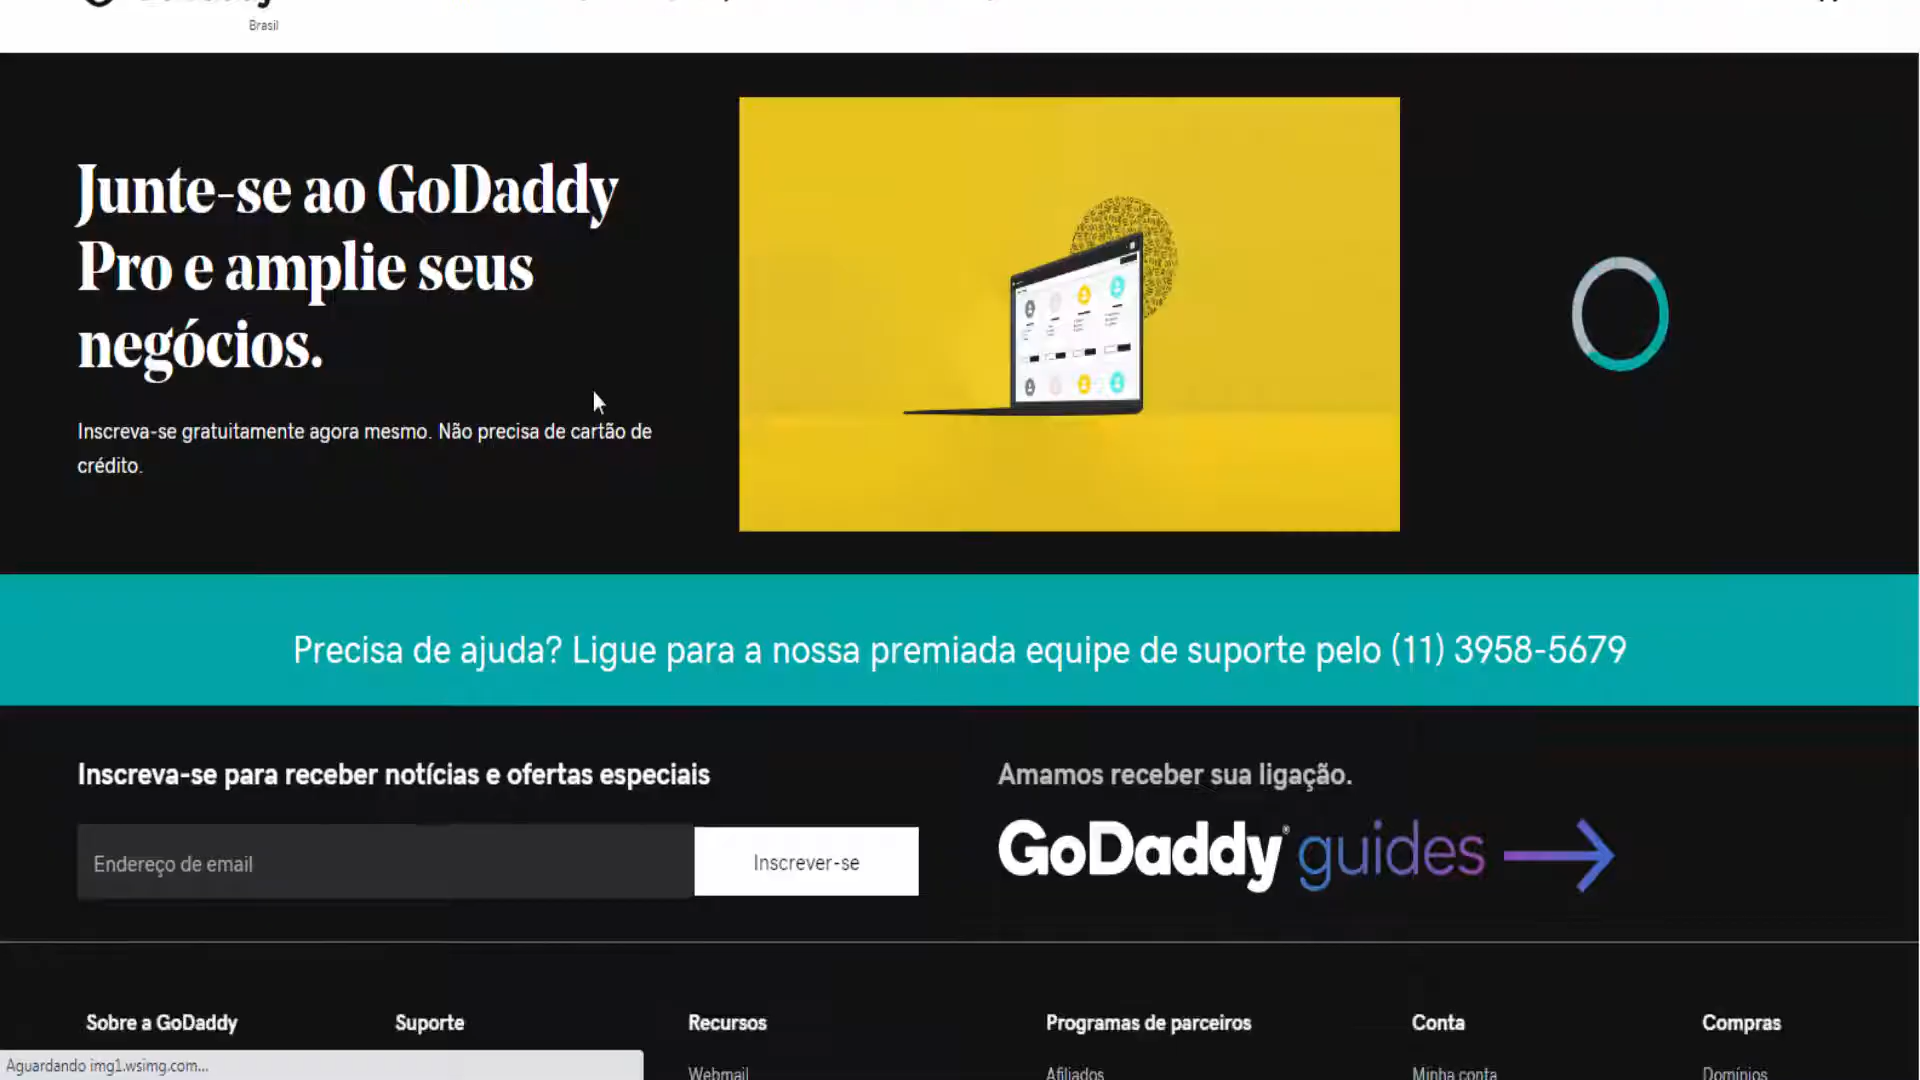 Brasil
Junte-se ao GoDaddy
Pro e amplie seus
negócios.
Inscreva-se gratuitamente agora mesmo. Não precisa de cartão de
crédito.
Precisa de ajuda? Ligue para a nossa premiada equipe de suporte pelo (11) 3958-5679
Inscreva-se para receber notícias e ofertas especiais
Endereço de email
Inscrever-se
Amamos receber sua ligação.
GoDaddy® guides
Sobre a GoDaddy
Suporte
Recursos
Programas de parceiros
Conta
Compras
Webmail
Afiliados
Minha conta
Domínios
Aguardando img1.wsimg.com...